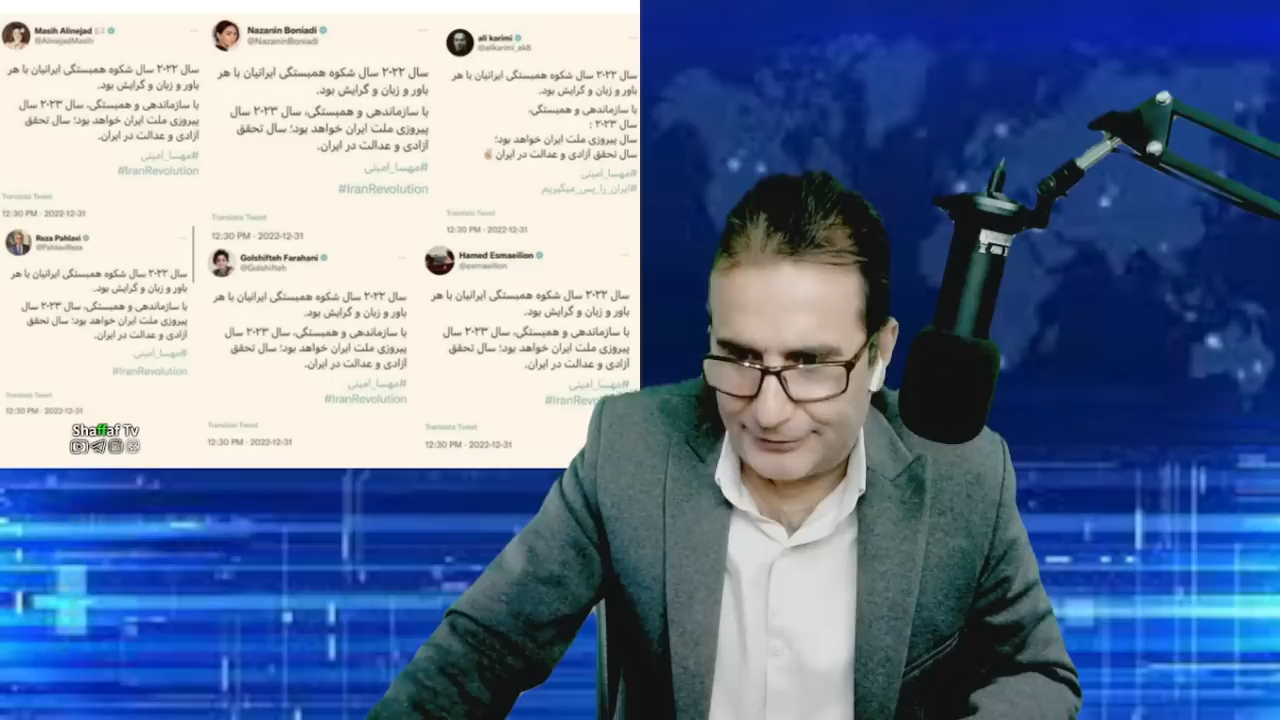 Masih Alinejad
@AlinejadMasih
سال ۲۰۲۲ سال شکوه همبستگی ایرانیان با هر
باور و زبان و گرایش بود.
با سازماندهی و همبستگی، سال ۲۰۲۳ سال
پیروزی ملت ایران خواهد بود؛ سال تحقق
آزادی و عدالت در ایران.
#مهسا_امینی
#IranRevolution
Translate Tweet
12:30 PM · 2022-12-31
Nazanin Boniadi
@NazaninBoniadi
سال ۲۰۲۲ سال شکوه همبستگی ایرانیان با هر
باور و زبان و گرایش بود.
با سازماندهی و همبستگی، سال ۲۰۲۳ سال
پیروزی ملت ایران خواهد بود؛ سال تحقق
آزادی و عدالت در ایران.
#مهسا_امینی
#IranRevolution
Translate Tweet
12:30 PM · 2022-12-31
ali karimi
@alikarimi_ak8
سال ۲۰۲۲ سال شکوه همبستگی ایرانیان با هر
باور و زبان و گرایش بود.
با سازماندهی و همبستگی،
سال ۲۰۲۳ :
سال پیروزی ملت ایران خواهد بود؛
سال تحقق آزادی و عدالت در ایران ✌🏼
#مهسا_امینی
#ایران_را_پس_میگیریم
Translate Tweet
12:30 PM · 2022-12-31
Reza Pahlavi
@PahlaviReza
سال ۲۰۲۲ سال شکوه همبستگی ایرانیان با هر
باور و زبان و گرایش بود.
با سازماندهی و همبستگی، سال ۲۰۲۳ سال
پیروزی ملت ایران خواهد بود؛ سال تحقق
آزادی و عدالت در ایران.
#مهسا_امینی
#IranRevolution
Translate Tweet
12:30 PM · 2022-12-31
Golshifteh Farahani
@Golshifteh
سال ۲۰۲۲ سال شکوه همبستگی ایرانیان با هر
باور و زبان و گرایش بود.
با سازماندهی و همبستگی، سال ۲۰۲۳ سال
پیروزی ملت ایران خواهد بود؛ سال تحقق
آزادی و عدالت در ایران.
#مهسا_امینی
#IranRevolution
Translate Tweet
12:30 PM · 2022-12-31
Hamed Esmaeilion
@esmaeilion
سال ۲۰۲۲ سال شکوه همبستگی ایرانیان با هر
باور و زبان و گرایش بود.
با سازماندهی و همبستگی، سال ۲۰۲۳ سال
پیروزی ملت ایران خواهد بود؛ سال تحقق
آزادی و عدالت در ایران.
#مهسا_امینی
#IranRevo
Translate Tweet
12:30 PM · 2022-12-31
Shaffaf Tv